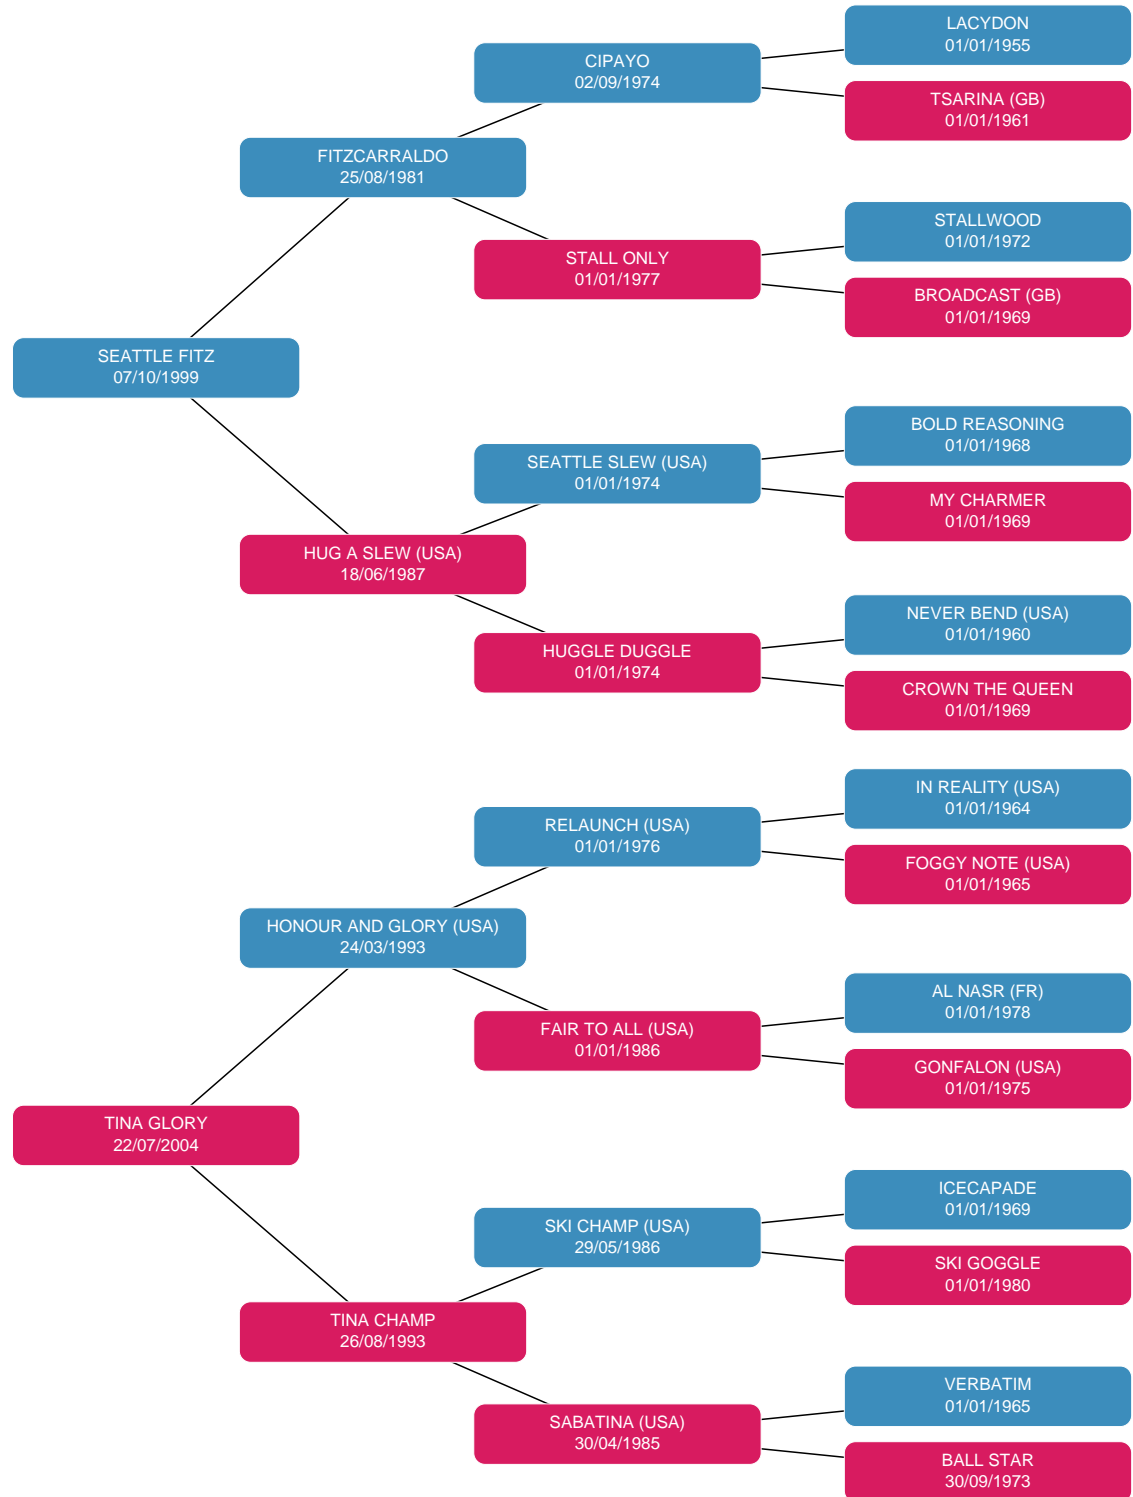 LACYDON
01/01/1955
CIPAYO
02/09/1974
TSARINA (GB)
01/01/1961
FITZCARRALDO
25/08/1981
STALLWOOD
01/01/1972
STALL ONLY
01/01/1977
BROADCAST (GB)
01/01/1969
SEATTLE FITZ
07/10/1999
BOLD REASONING
01/01/1968
SEATTLE SLEW (USA)
01/01/1974
MY CHARMER
01/01/1969
HUG A SLEW (USA)
18/06/1987
NEVER BEND (USA)
01/01/1960
HUGGLE DUGGLE
01/01/1974
CROWN THE QUEEN
01/01/1969
IN REALITY (USA)
01/01/1964
RELAUNCH (USA)
01/01/1976
FOGGY NOTE (USA)
01/01/1965
HONOUR AND GLORY (USA)
24/03/1993
AL NASR (FR)
01/01/1978
FAIR TO ALL (USA)
01/01/1986
GONFALON (USA)
01/01/1975
TINA GLORY
22/07/2004
ICECAPADE
01/01/1969
SKI CHAMP (USA)
29/05/1986
SKI GOGGLE
01/01/1980
TINA CHAMP
26/08/1993
VERBATIM
01/01/1965
SABATINA (USA)
30/04/1985
BALL STAR
30/09/1973